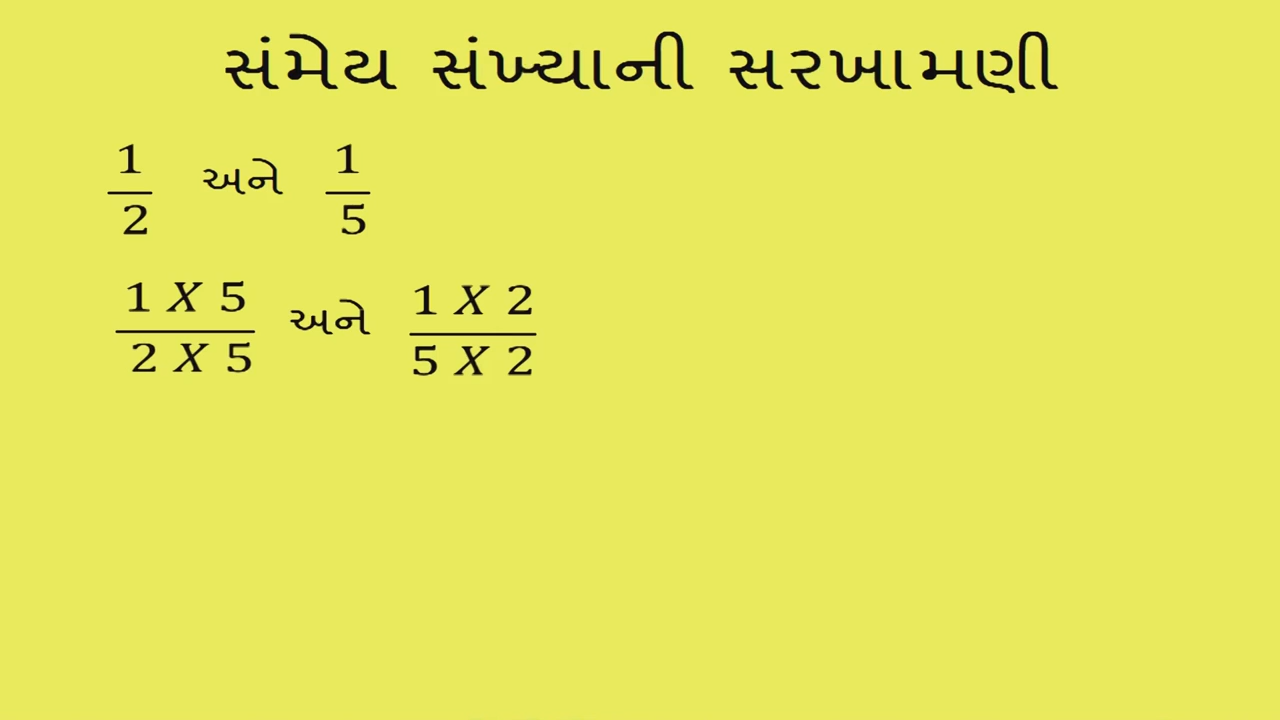 સંમેય સંખ્યાની સરખામણી
1/2 અને 1/5
1 X 5 / 2 X 5 અને 1 X 2 / 5 X 2